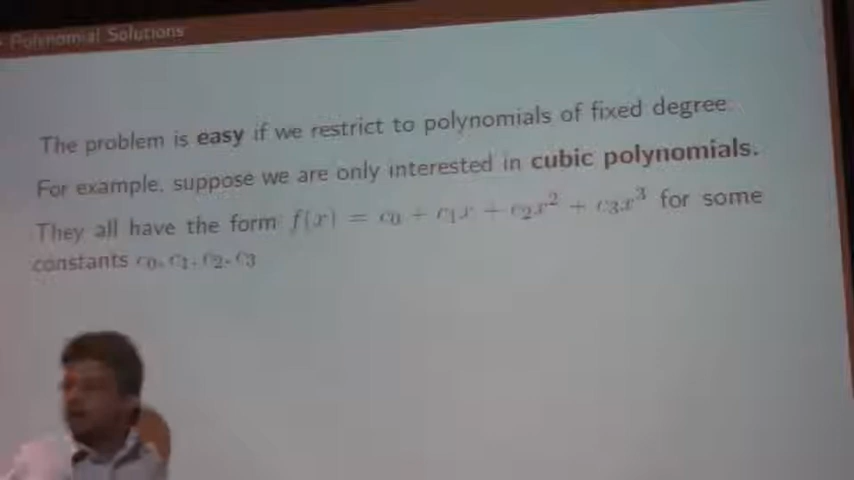 Polynomial Solutions
The problem is easy if we restrict to polynomials of fixed degree.
For example, suppose we are only interested in cubic polynomials.
They all have the form f(x) = c₀ + c₁x + c₂x² + c₃x³ for some
constants c₀, c₁, c₂, c₃